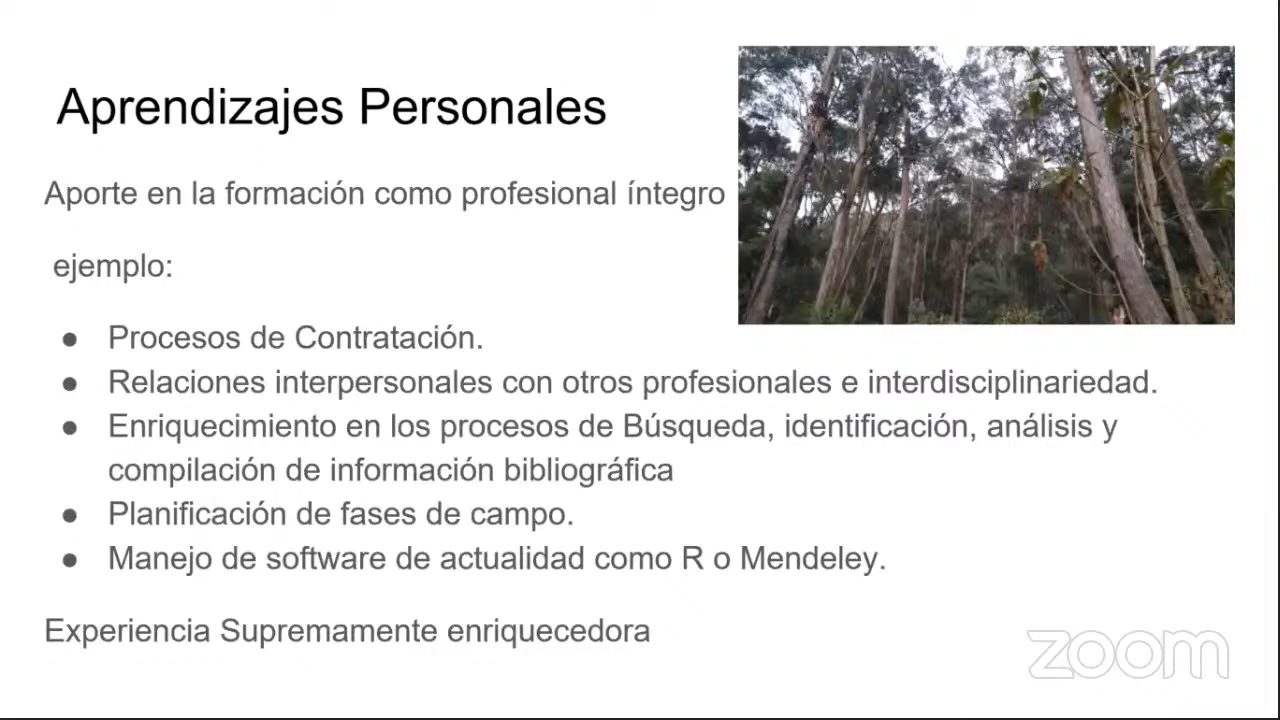 Aprendizajes Personales
Aporte en la formación como profesional íntegro
ejemplo:
● Procesos de Contratación.
● Relaciones interpersonales con otros profesionales e interdisciplinariedad.
● Enriquecimiento en los procesos de Búsqueda, identificación, análisis y
compilación de información bibliográfica
● Planificación de fases de campo.
● Manejo de software de actualidad como R o Mendeley.
Experiencia Supremamente enriquecedora
zoom